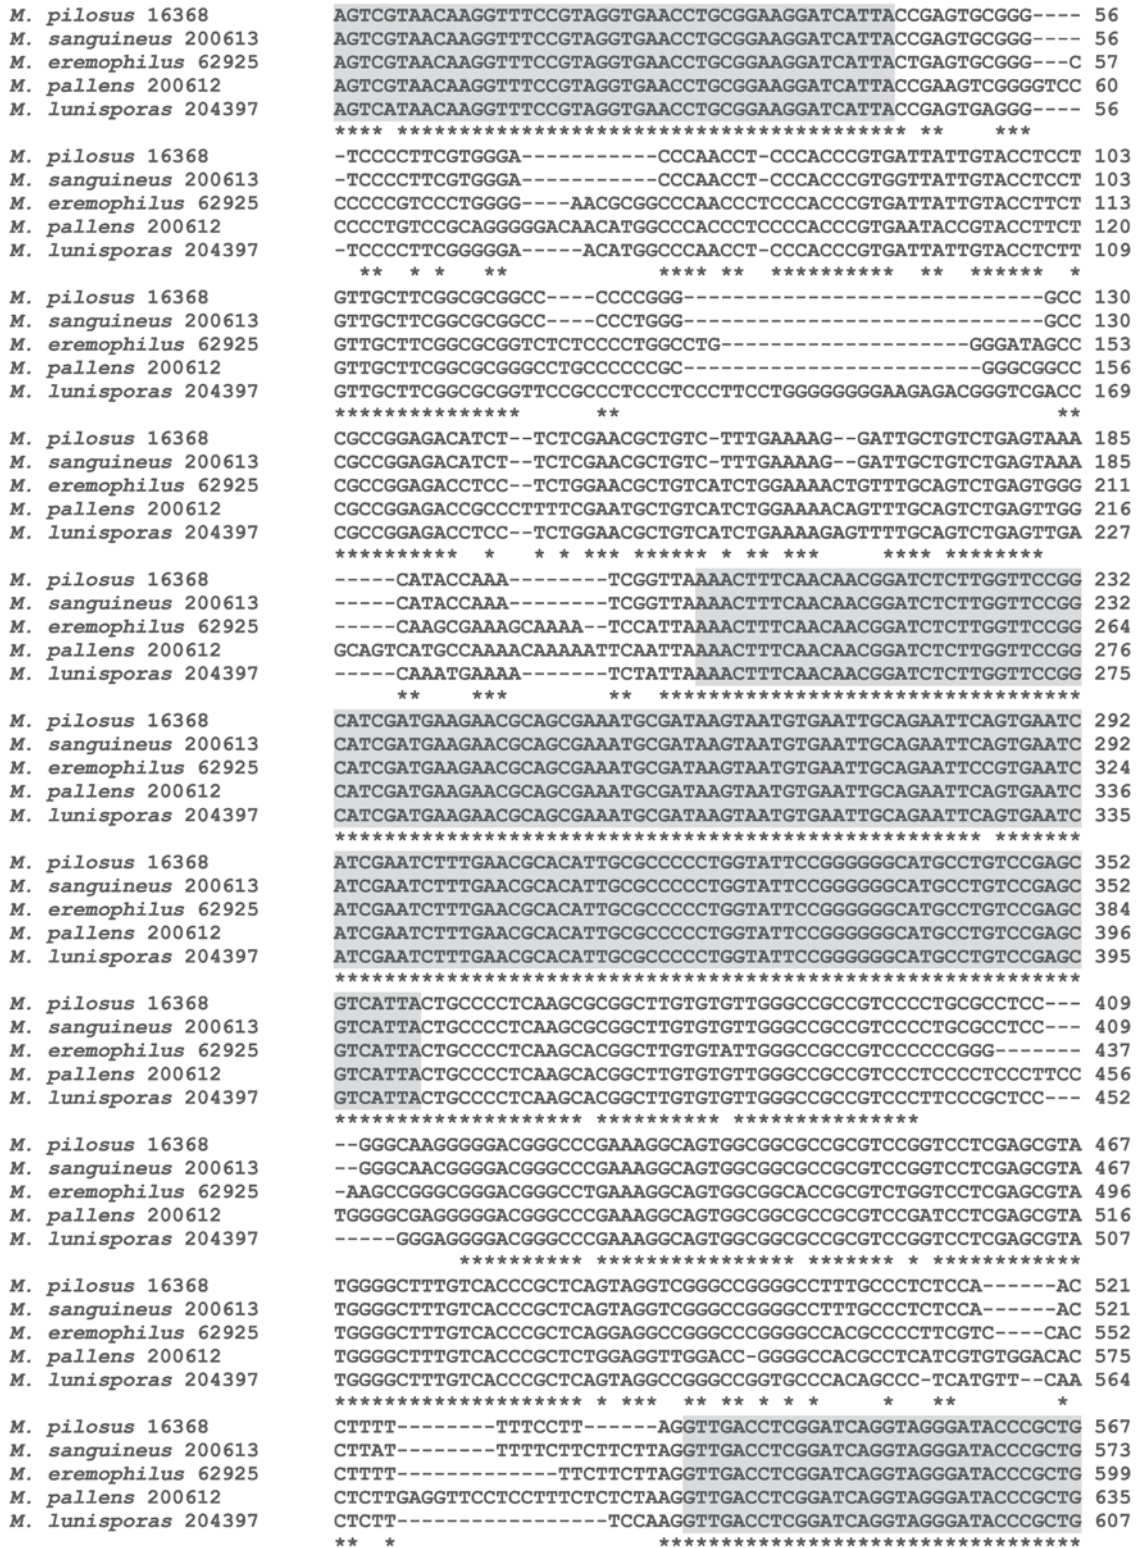 M. pilosus 16368 AGTCGTAACAAGGTTTCCGTAGGTGAACCTGCGGAAGGATCATTACCGAGTGCGGG---- 56
M. sanguineus 200613 AGTCGTAACAAGGTTTCCGTAGGTGAACCTGCGGAAGGATCATTACCGAGTGCGGG---- 56
M. eremophilus 62925 AGTCGTAACAAGGTTTCCGTAGGTGAACCTGCGGAAGGATCATTACTGAGTGCGGG---C 57
M. pallens 200612 AGTCGTAACAAGGTTTCCGTAGGTGAACCTGCGGAAGGATCATTACCGAAGTCGGGGTCC 60
M. lunisporas 204397 AGTCATAACAAGGTTTCCGTAGGTGAACCTGCGGAAGGATCATTACCGAGTGAGGG---- 56
**** ***************************************** ** ***
M. pilosus 16368 -TCCCCTTCGTGGGA-----------CCCAACCT-CCCACCCGTGATTATTGTACCTCCT 103
M. sanguineus 200613 -TCCCCTTCGTGGGA-----------CCCAACCT-CCCACCCGTGGTTATTGTACCTCCT 103
M. eremophilus 62925 CCCCCGTCCCTGGGG----AACGCGGCCCAACCCTCCCACCCGTGATTATTGTACCTTCT 113
M. pallens 200612 CCCCTGTCCGCAGGGGGACAACATGGCCCACCCTCCCCACCCGTGAATACCGTACCTTCT 120
M. lunisporas 204397 -TCCCCTTCGGGGGA-----ACATGGCCCAACCT-CCCACCCGTGATTATTGTACCTCTT 109
** * * ** **** ** ********** ** ****** *
M. pilosus 16368 GTTGCTTCGGCGCGGCC----CCCCGGG-----------------------------GCC 130
M. sanguineus 200613 GTTGCTTCGGCGCGGCC----CCCTGGG-----------------------------GCC 130
M. eremophilus 62925 GTTGCTTCGGCGCGGTCTCTCCCCTGGCCTG--------------------GGGATAGCC 153
M. pallens 200612 GTTGCTTCGGCGCGGGCCTGCCCCCCGC------------------------GGGCGGCC 156
M. lunisporas 204397 GTTGCTTCGGCGCGGTTCCGCCCTCCCTCCCTTCCTGGGGGGGGAAGAGACGGGTCGACC 169
*************** ** **
M. pilosus 16368 CGCCGGAGACATCT--TCTCGAACGCTGTC-TTTGAAAAG--GATTGCTGTCTGAGTAAA 185
M. sanguineus 200613 CGCCGGAGACATCT--TCTCGAACGCTGTC-TTTGAAAAG--GATTGCTGTCTGAGTAAA 185
M. eremophilus 62925 CGCCGGAGACCTCC--TCTGGAACGCTGTCATCTGGAAAACTGTTTGCAGTCTGAGTGGG 211
M. pallens 200612 CGCCGGAGACCGCCCTTTTCGAATGCTGTCATCTGGAAAACAGTTTGCAGTCTGAGTTGG 216
M. lunisporas 204397 CGCCGGAGACCTCC--TCTGGAACGCTGTCATCTGAAAAGAGTTTTGCAGTCTGAGTTGA 227
********** * * * *** ****** * ** *** **** ********
M. pilosus 16368 -----CATACCAAA--------TCGGTTAAAACTTTCAACAACGGATCTCTTGGTTCCGG 232
M. sanguineus 200613 -----CATACCAAA--------TCGGTTAAAACTTTCAACAACGGATCTCTTGGTTCCGG 232
M. eremophilus 62925 -----CAAGCGAAAGCAAAA--TCCATTAAAACTTTCAACAACGGATCTCTTGGTTCCGG 264
M. pallens 200612 GCAGTCATGCCAAAACAAAAATTCAATTAAAACTTTCAACAACGGATCTCTTGGTTCCGG 276
M. lunisporas 204397 -----CAAATGAAAA-------TCTATTAAAACTTTCAACAACGGATCTCTTGGTTCCGG 275
** *** ** **********************************
M. pilosus 16368 CATCGATGAAGAACGCAGCGAAATGCGATAAGTAATGTGAATTGCAGAATTCAGTGAATC 292
M. sanguineus 200613 CATCGATGAAGAACGCAGCGAAATGCGATAAGTAATGTGAATTGCAGAATTCAGTGAATC 292
M. eremophilus 62925 CATCGATGAAGAACGCAGCGAAATGCGATAAGTAATGTGAATTGCAGAATTCCGTGAATC 324
M. pallens 200612 CATCGATGAAGAACGCAGCGAAATGCGATAAGTAATGTGAATTGCAGAATTCAGTGAATC 336
M. lunisporas 204397 CATCGATGAAGAACGCAGCGAAATGCGATAAGTAATGTGAATTGCAGAATTCAGTGAATC 335
**************************************************** *******
M. pilosus 16368 ATCGAATCTTTGAACGCACATTGCGCCCCCTGGTATTCCGGGGGGCATGCCTGTCCGAGC 352
M. sanguineus 200613 ATCGAATCTTTGAACGCACATTGCGCCCCCTGGTATTCCGGGGGGCATGCCTGTCCGAGC 352
M. eremophilus 62925 ATCGAATCTTTGAACGCACATTGCGCCCCCTGGTATTCCGGGGGGCATGCCTGTCCGAGC 384
M. pallens 200612 ATCGAATCTTTGAACGCACATTGCGCCCCCTGGTATTCCGGGGGGCATGCCTGTCCGAGC 396
M. lunisporas 204397 ATCGAATCTTTGAACGCACATTGCGCCCCCTGGTATTCCGGGGGGCATGCCTGTCCGAGC 395
************************************************************
M. pilosus 16368 GTCATTACTGCCCCTCAAGCGCGGCTTGTGTGTTGGGCCGCCGTCCCCTGCGCCTCC--- 409
M. sanguineus 200613 GTCATTACTGCCCCTCAAGCGCGGCTTGTGTGTTGGGCCGCCGTCCCCTGCGCCTCC--- 409
M. eremophilus 62925 GTCATTACTGCCCCTCAAGCACGGCTTGTGTATTGGGCCGCCGTCCCCCCGGG------- 437
M. pallens 200612 GTCATTACTGCCCCTCAAGCACGGCTTGTGTGTTGGGCCGCCGTCCCTCCCCTCCCTTCC 456
M. lunisporas 204397 GTCATTACTGCCCCTCAAGCACGGCTTGTGTGTTGGGCCGCCGTCCCTTCCCGCTCC--- 452
******************** ********** ***************
M. pilosus 16368 --GGGCAAGGGGGACGGGCCCGAAAGGCAGTGGCGGCGCCGCGTCCGGTCCTCGAGCGTA 467
M. sanguineus 200613 --GGGCAACGGGGACGGGCCCGAAAGGCAGTGGCGGCGCCGCGTCCGGTCCTCGAGCGTA 467
M. eremophilus 62925 -AAGCCGGGCGGGACGGGCCTGAAAGGCAGTGGCGGCACCGCGTCTGGTCCTCGAGCGTA 496
M. pallens 200612 TGGGGCGAGGGGGACGGGCCCGAAAGGCAGTGGCGGCGCCGCGTCCGATCCTCGAGCGTA 516
M. lunisporas 204397 -----GGGAGGGGACGGGCCCGAAAGGCAGTGGCGGCGCCGCGTCCGGTCCTCGAGCGTA 507
********** **************** ******* * ************
M. pilosus 16368 TGGGGCTTTGTCACCCGCTCAGTAGGTCGGGCCGGGGCCTTTGCCCTCTCCA------AC 521
M. sanguineus 200613 TGGGGCTTTGTCACCCGCTCAGTAGGTCGGGCCGGGGCCTTTGCCCTCTCCA------AC 521
M. eremophilus 62925 TGGGGCTTTGTCACCCGCTCAGGAGGCCGGGCCCGGGGCCACGCCCCTTCGTC----CAC 552
M. pallens 200612 TGGGGCTTTGTCACCCGCTCTGGAGGTTGGACC-GGGGCCACGCCTCATCGTGTGGACAC 575
M. lunisporas 204397 TGGGGCTTTGTCACCCGCTCAGTAGGCCGGGCCGGTGCCCACAGCCC-TCATGTT--CAA 564
******************** * *** ** ** * * * * ** *
M. pilosus 16368 CTTTT--------TTTCCTT------AGGTTGACCTCGGATCAGGTAGGGATACCCGCTG 567
M. sanguineus 200613 CTTAT--------TTTTCTTCTTCTTAGGTTGACCTCGGATCAGGTAGGGATACCCGCTG 573
M. eremophilus 62925 CTTTT-------------TTCTTCTTAGGTTGACCTCGGATCAGGTAGGGATACCCGCTG 599
M. pallens 200612 CTCTTGAGGTTCCTCCTTTCTCTCTAAGGTTGACCTCGGATCAGGTAGGGATACCCGCTG 635
M. lunisporas 204397 CTCTT-----------------TCCAAGGTTGACCTCGGATCAGGTAGGGATACCCGCTG 607
** * **********************************